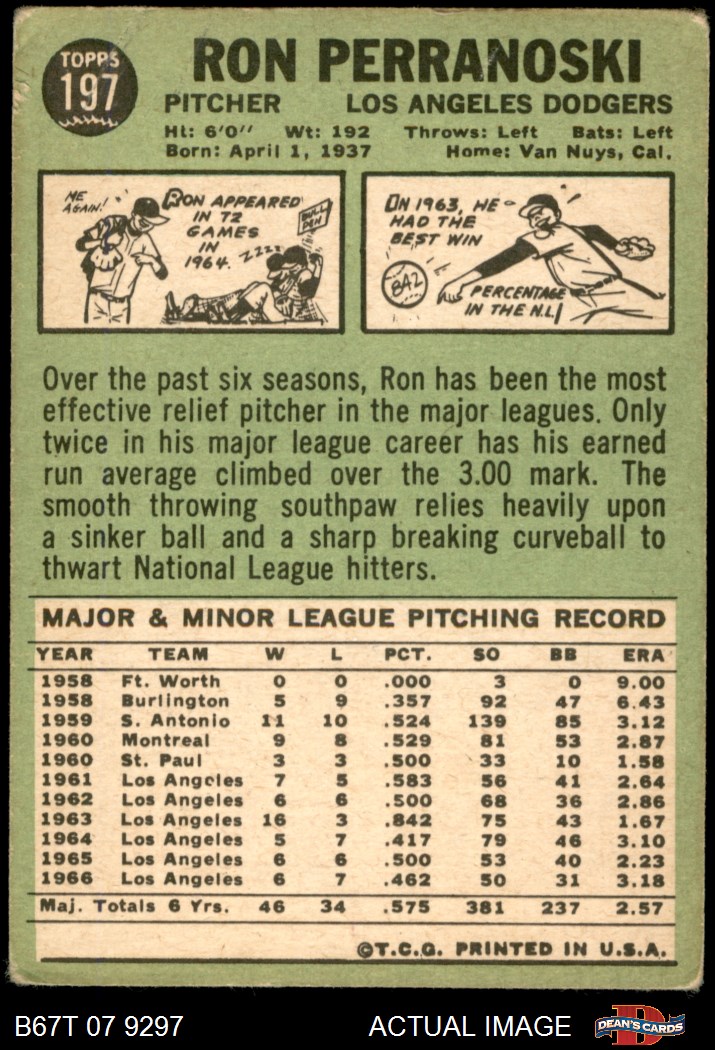 TOPPS
197
RON PERRANOSKI
PITCHER LOS ANGELES DODGERS
Ht: 6'0" Wt: 192 Throws: Left Bats: Left
Born: April 1, 1937 Home: Van Nuys, Cal.
ME AGAIN!
RON APPEARED IN 72 GAMES IN 1964.
BULL PEN
ZZZZ
IN 1963, HE HAD THE BEST WIN PERCENTAGE IN THE N.L.
.842
Over the past six seasons, Ron has been the most
effective relief pitcher in the major leagues. Only
twice in his major league career has his earned
run average climbed over the 3.00 mark. The
smooth throwing southpaw relies heavily upon
a sinker ball and a sharp breaking curveball to
thwart National League hitters.
MAJOR & MINOR LEAGUE PITCHING RECORD
YEAR TEAM W L PCT. SO BB ERA
1958 Ft. Worth 0 0 .000 3 0 9.00
1958 Burlington 5 9 .357 92 47 6.43
1959 S. Antonio 11 10 .524 139 85 3.12
1960 Montreal 9 8 .529 81 53 2.87
1960 St. Paul 3 3 .500 33 10 1.58
1961 Los Angeles 7 5 .583 56 41 2.64
1962 Los Angeles 6 6 .500 68 36 2.86
1963 Los Angeles 16 3 .842 75 43 1.67
1964 Los Angeles 5 7 .417 79 46 3.10
1965 Los Angeles 6 6 .500 53 40 2.23
1966 Los Angeles 6 7 .462 50 31 3.18
Maj. Totals 6 Yrs. 46 34 .575 381 237 2.57
©T.C.G. PRINTED IN U.S.A.
B67T 07 9297 ACTUAL IMAGE DEAN'S CARDS